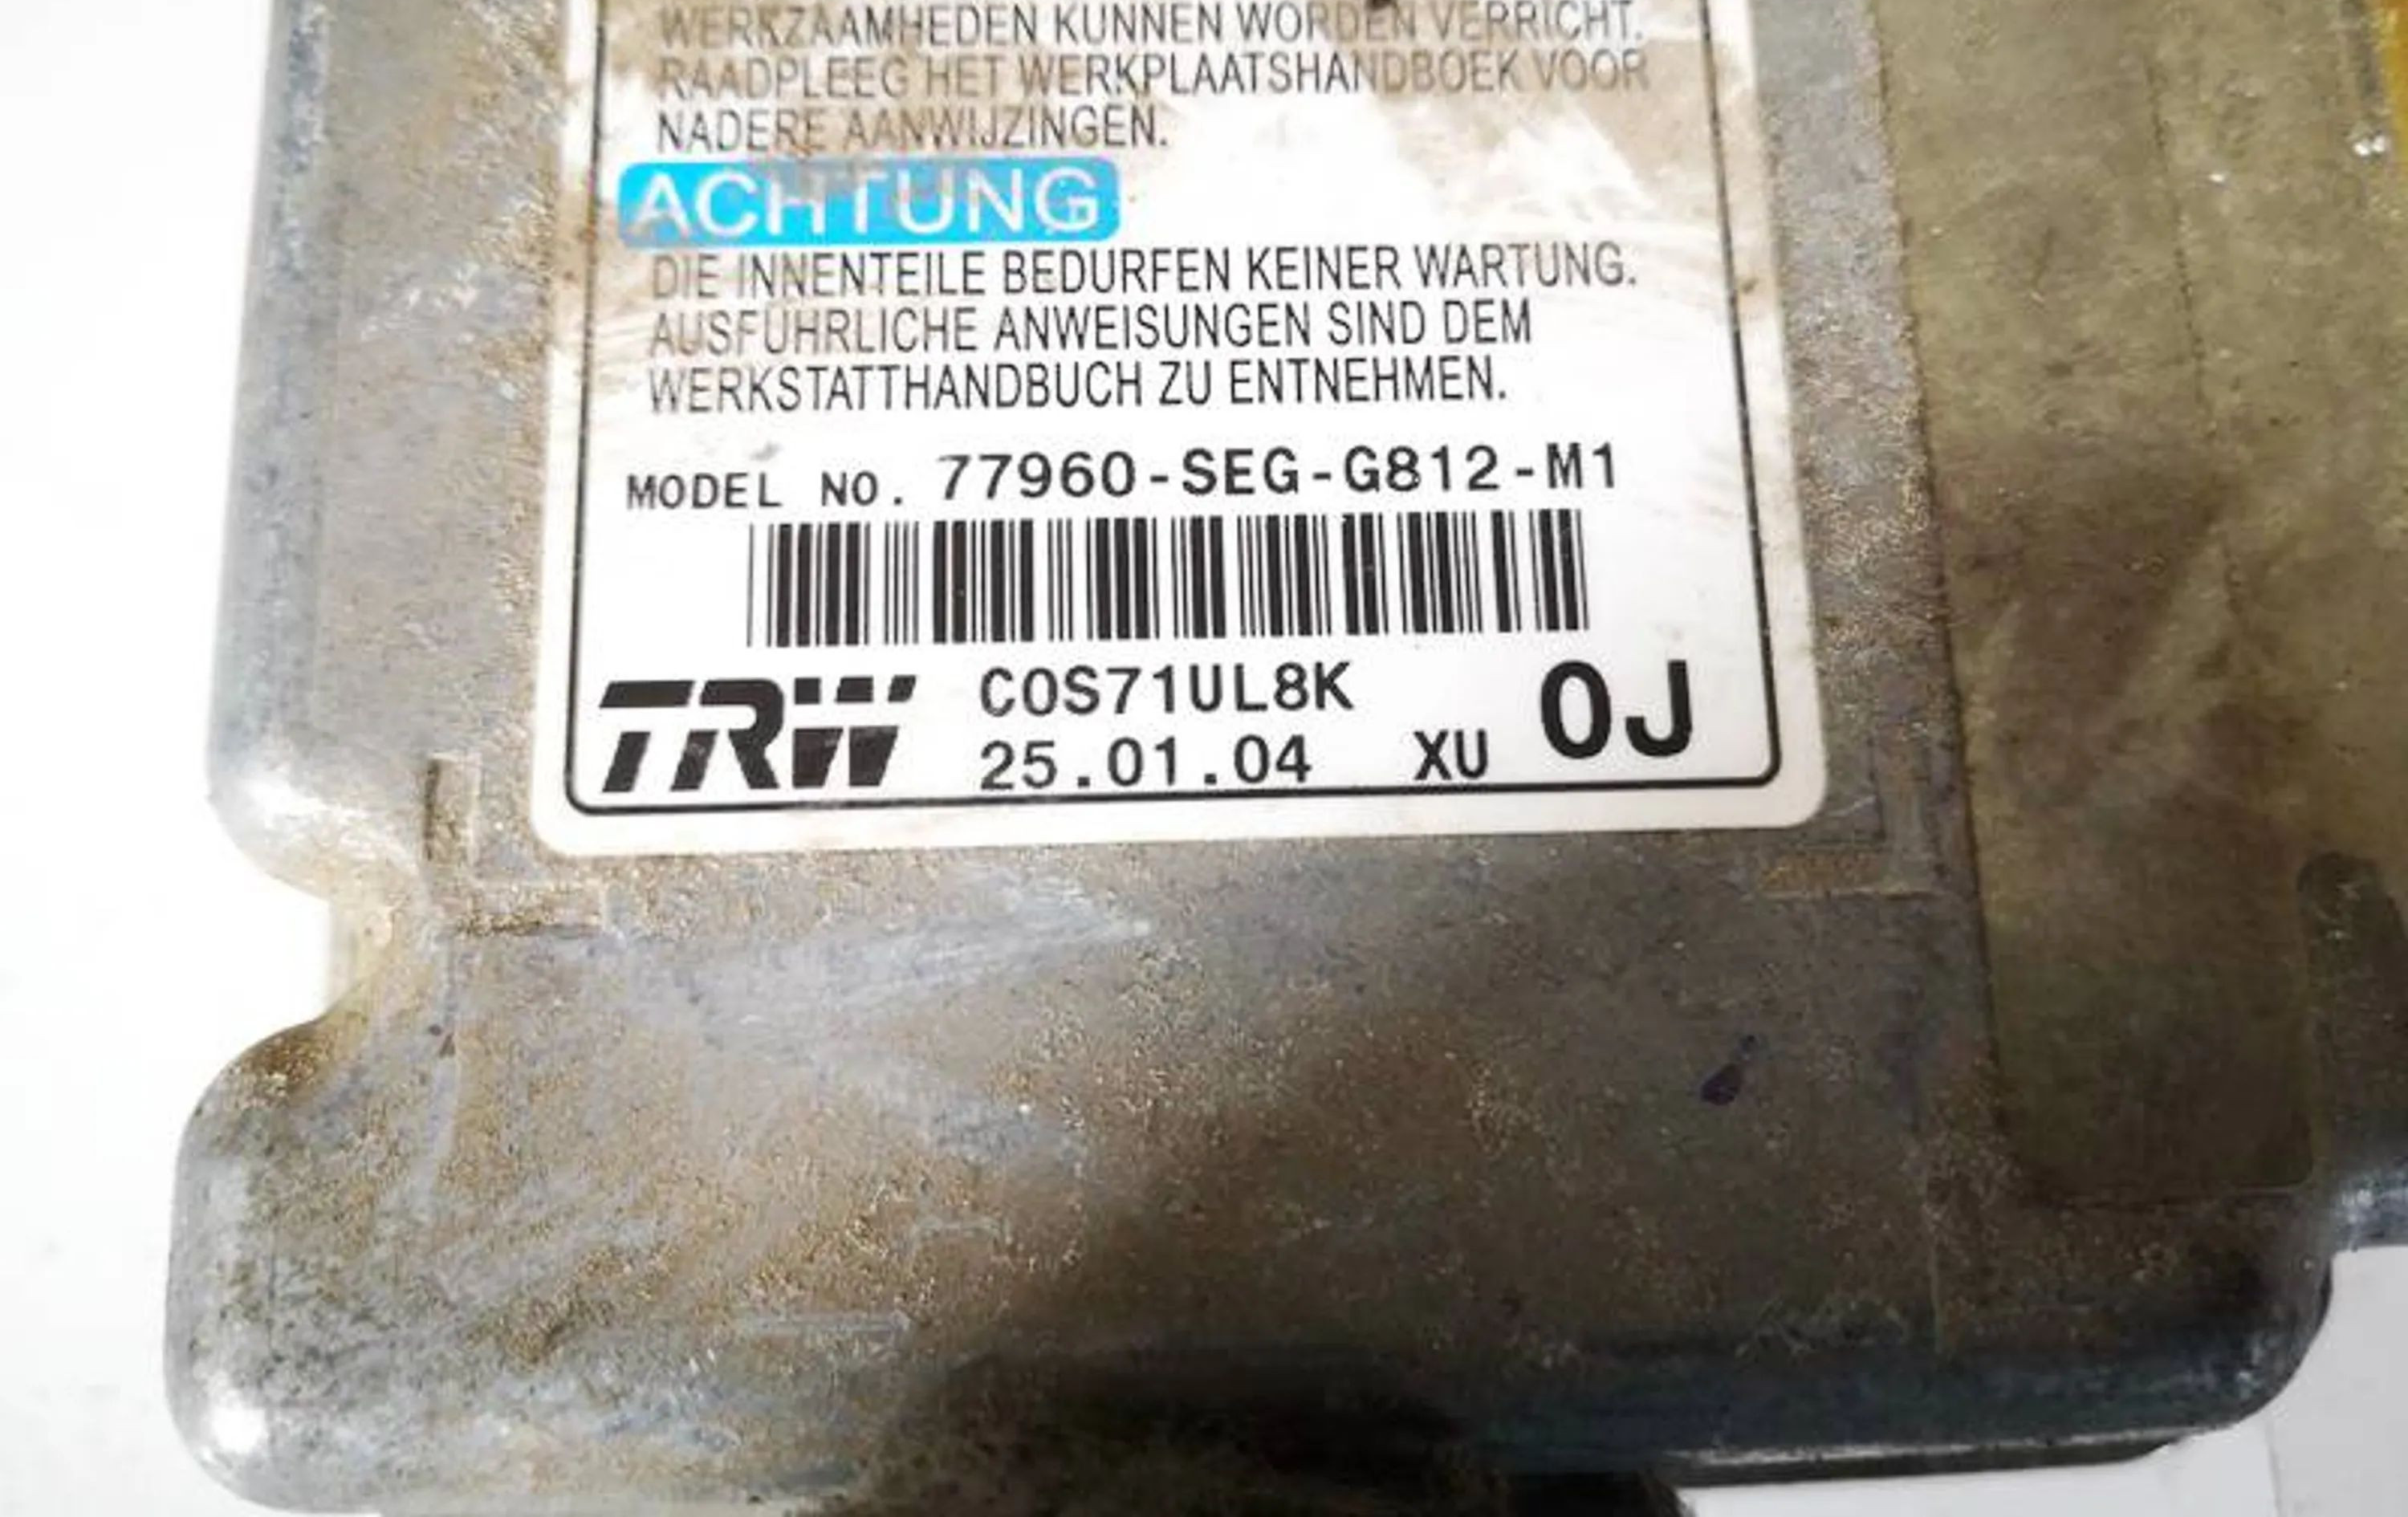 WERKZAAMHEDEN KUNNEN WORDEN VERRICHT.
RAADPLEEG HET WERKPLAATSHANDBOEK VOOR
NADERE AANWIJZINGEN.
ACHTUNG
DIE INNENTEILE BEDURFEN KEINER WARTUNG.
AUSFUHRLICHE ANWEISUNGEN SIND DEM
WERKSTATTHANDBUCH ZU ENTNEHMEN.
MODEL NO. 77960-SEG-G812-M1
TRW C0S71UL8K
25.01.04 XU 0J